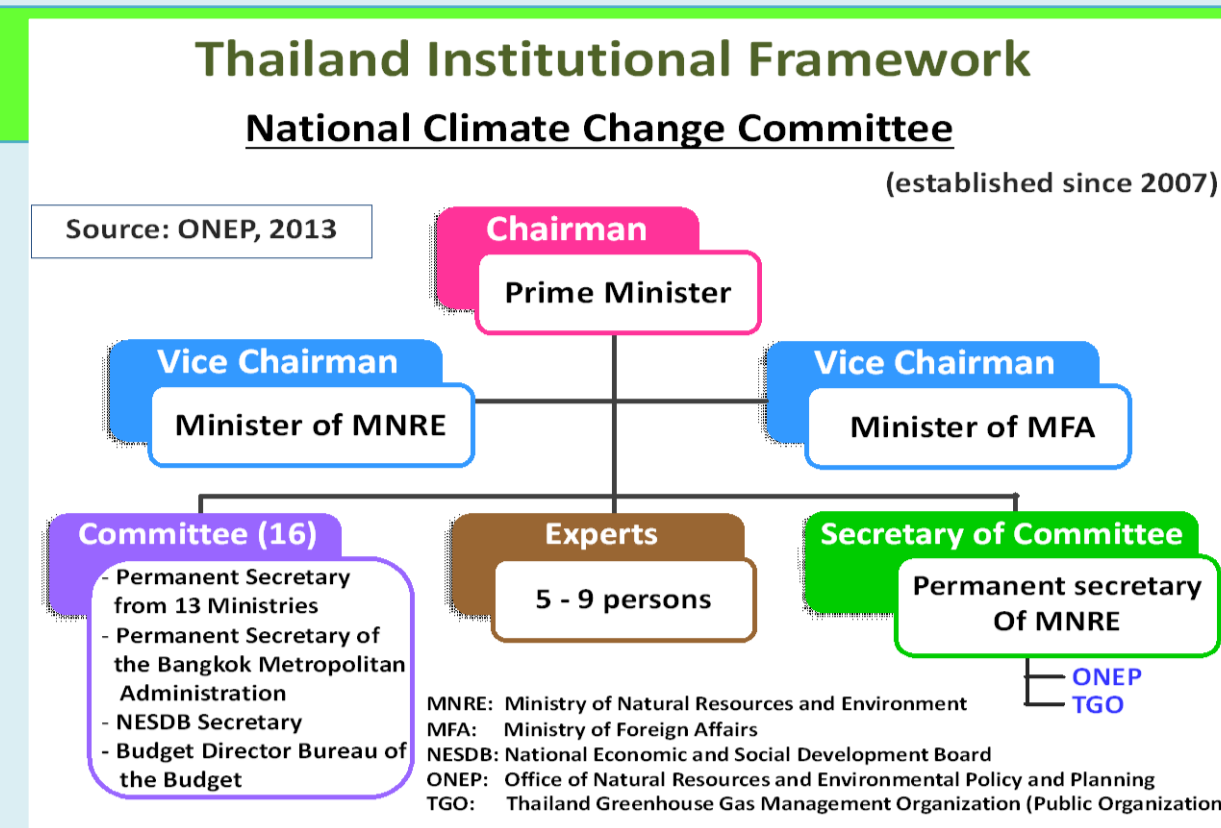 Thailand Institutional Framework
National Climate Change Committee
(established since 2007)
Source: ONEP, 2013
Chairman
Prime Minister
Vice Chairman
Minister of MNRE
Vice Chairman
Minister of MFA
Committee (16)
- Permanent Secretary
from 13 Ministries
- Permanent Secretary of
the Bangkok Metropolitan
Administration
- NESDB Secretary
- Budget Director Bureau of
the Budget
Experts
5 - 9 persons
Secretary of Committee
Permanent secretary
Of MNRE
ONEP
TGO
MNRE: Ministry of Natural Resources and Environment
MFA: Ministry of Foreign Affairs
NESDB: National Economic and Social Development Board
ONEP: Office of Natural Resources and Environmental Policy and Planning
TGO: Thailand Greenhouse Gas Management Organization (Public Organization